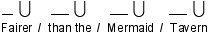 _ U _ U _ U _ U
Fairer / than the / Mermaid / Tavern